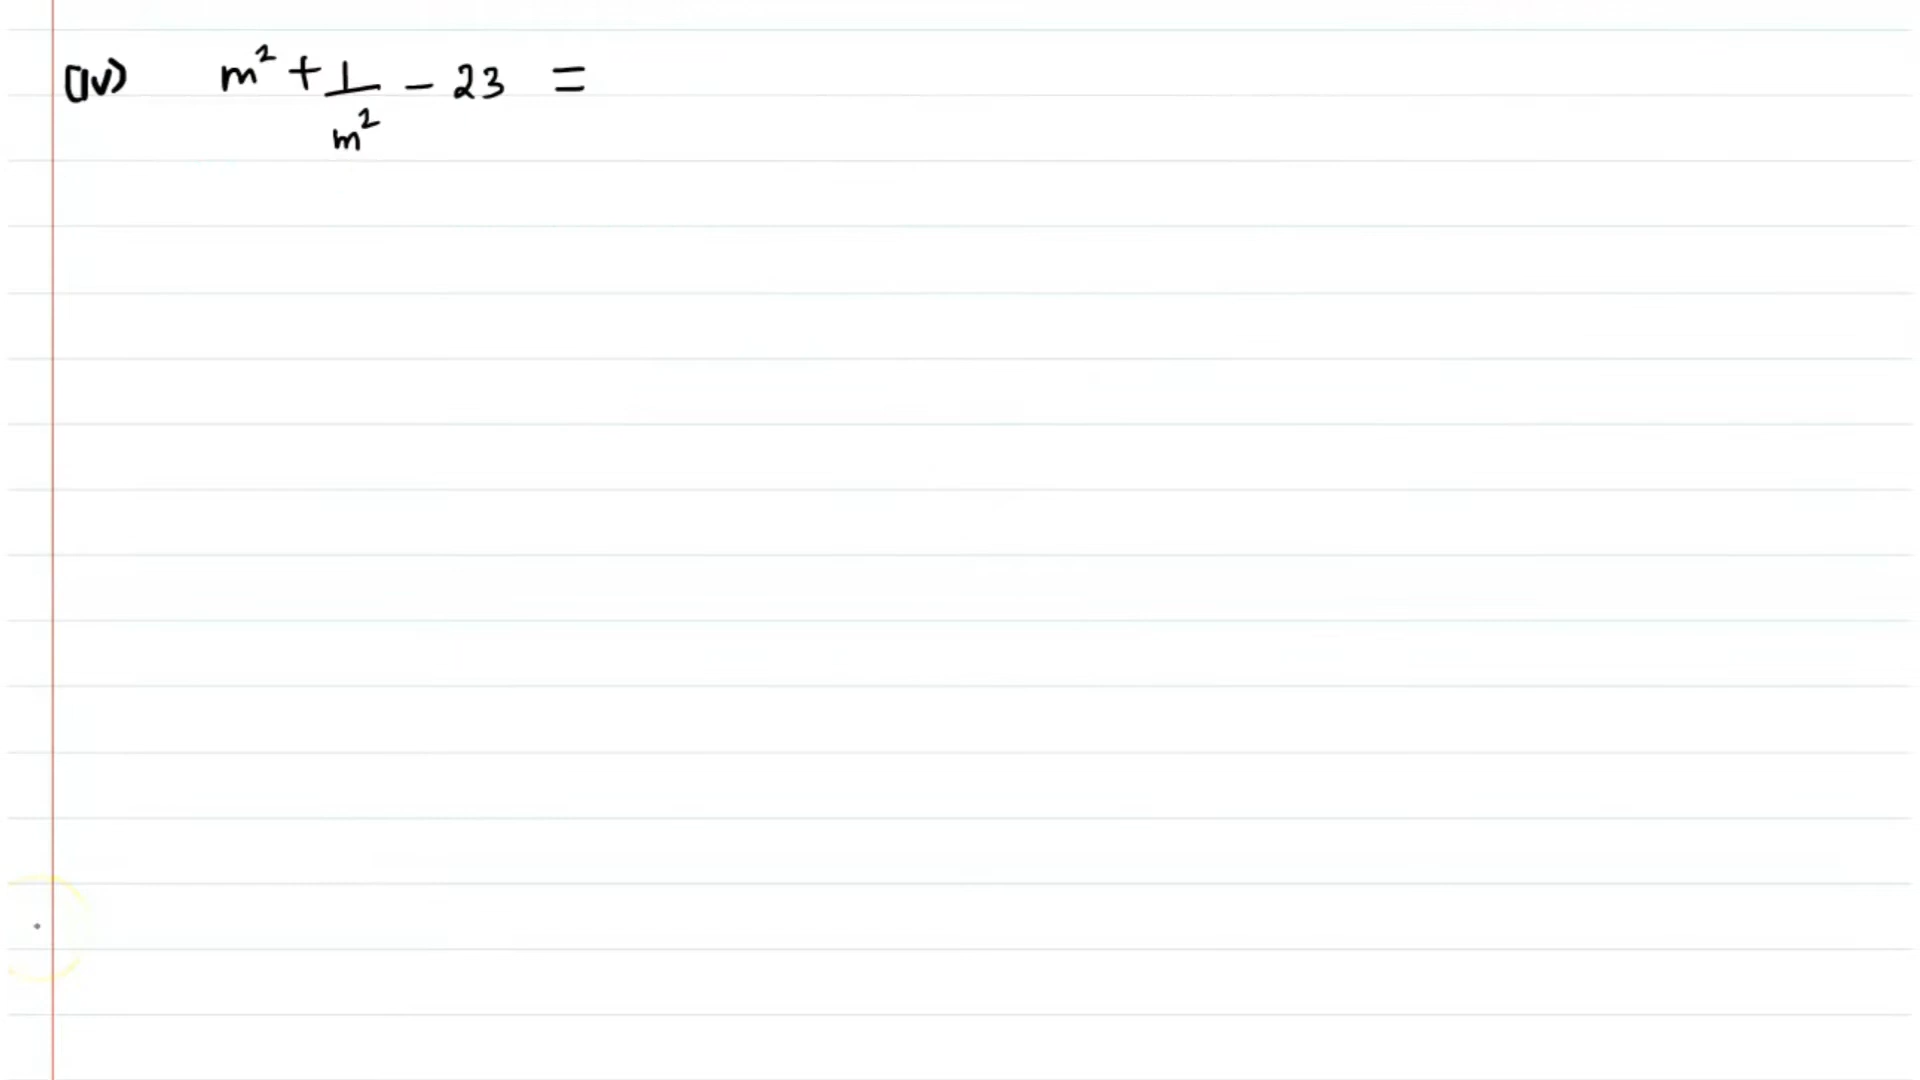 (iv) m² + 1/m² - 23 =